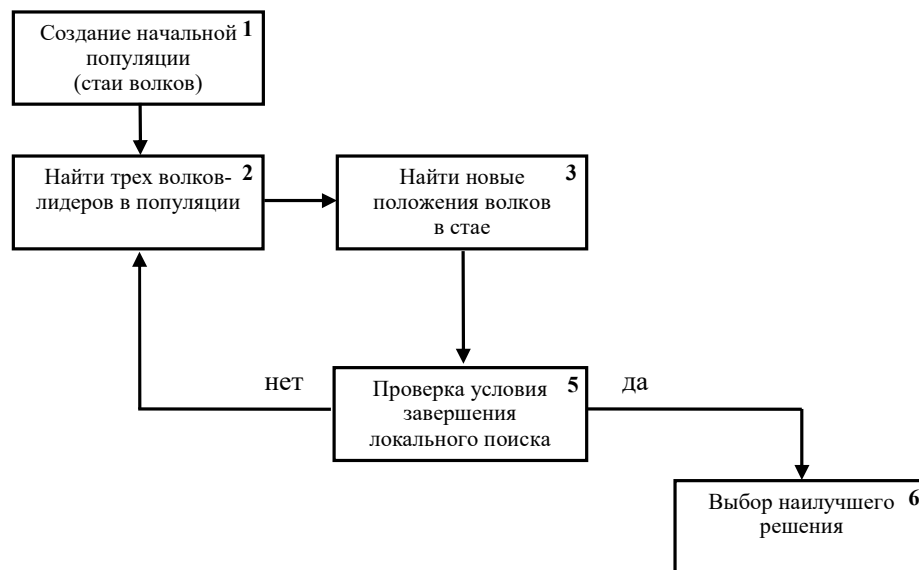 Создание начальной 1
популяции
(стаи волков)
Найти трех волков- 2
лидеров в популяции
Найти новые 3
положения волков
в стае
нет
Проверка условия 5
завершения
локального поиска
да
Выбор наилучшего 6
решения